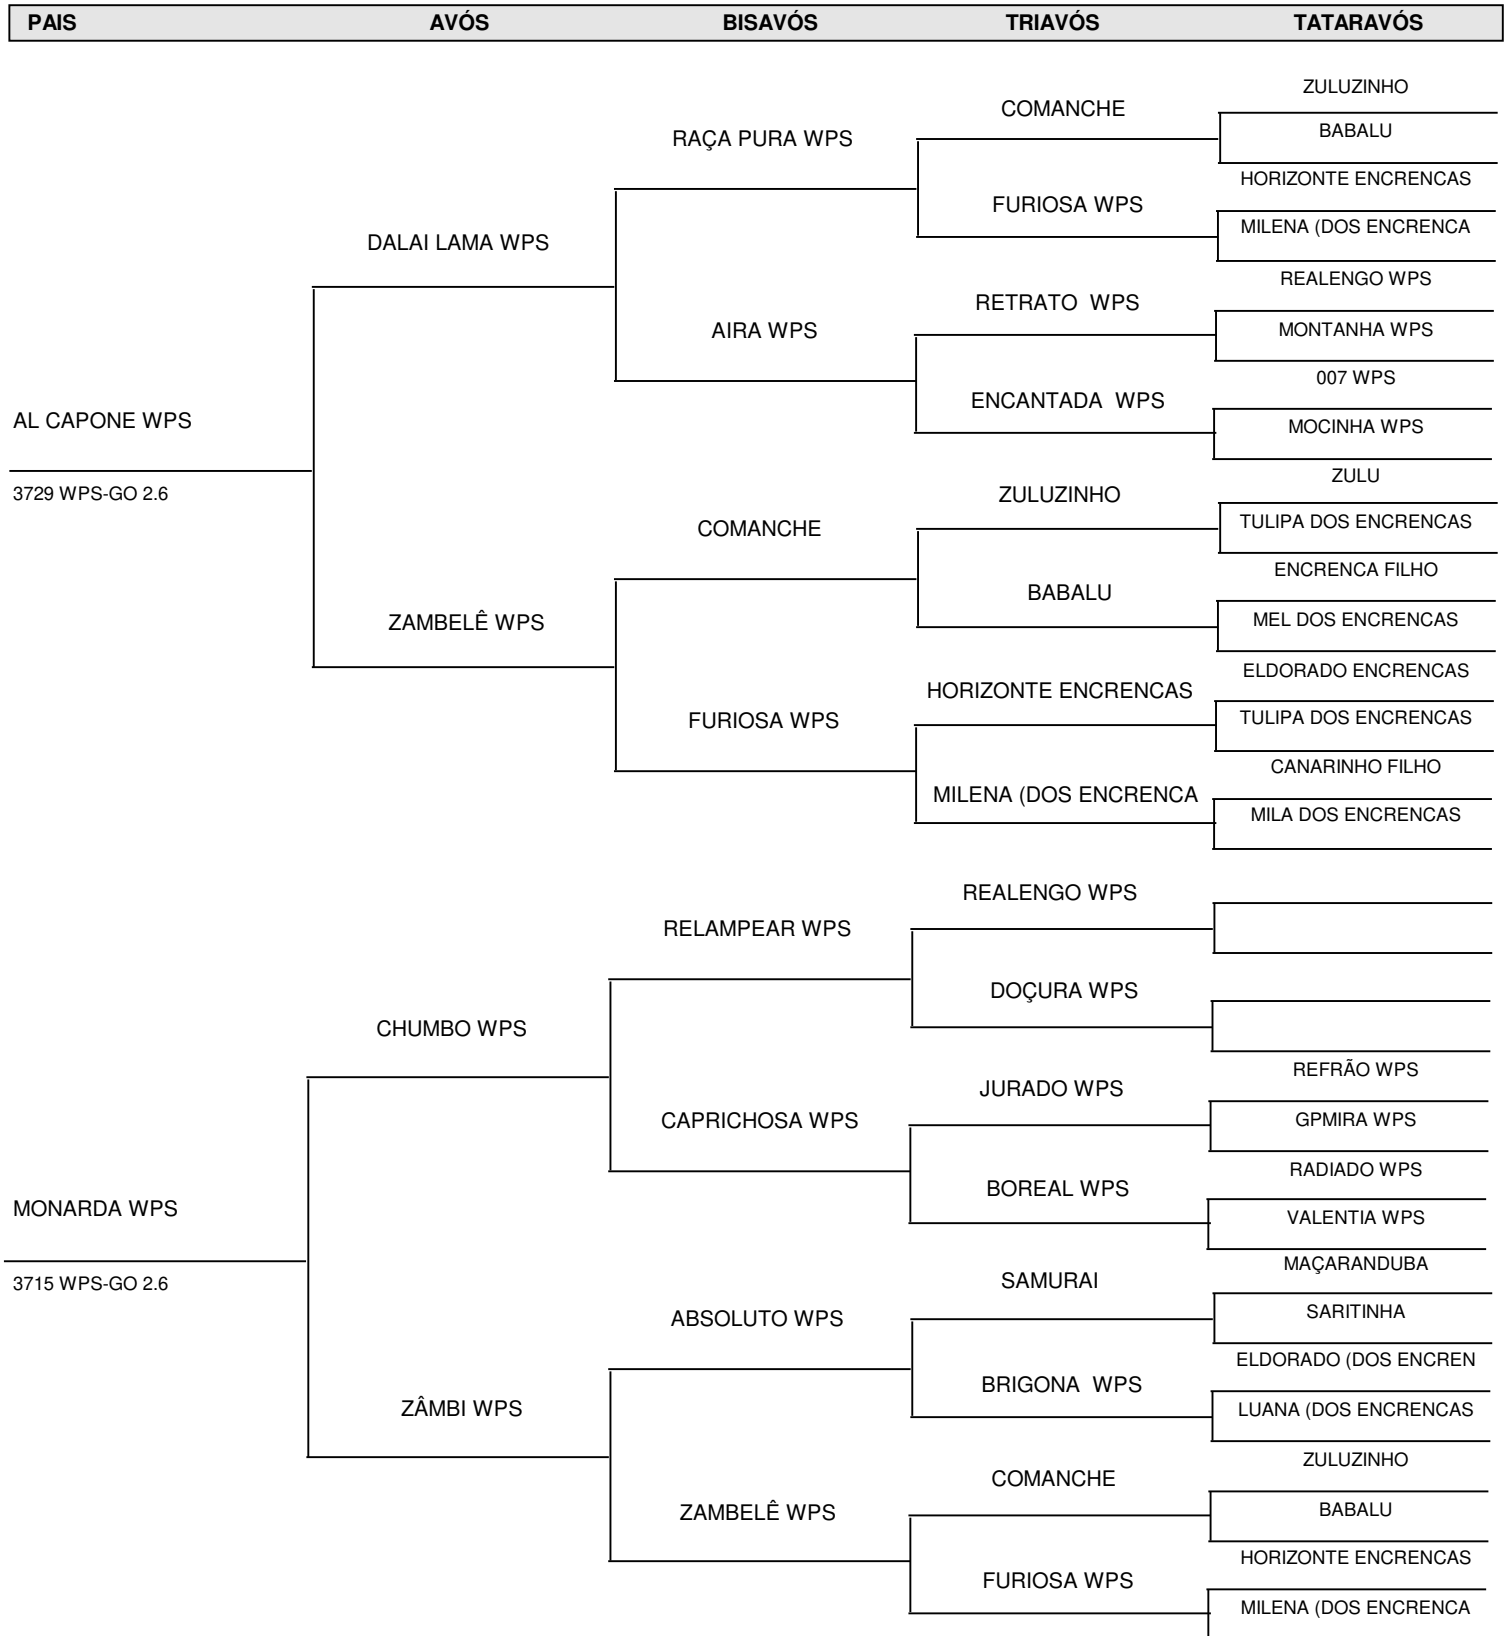 PAIS AVÓS BISAVÓS TRIAVÓS TATARAVÓS
ZULUZINHO
COMANCHE
BABALU
RAÇA PURA WPS
HORIZONTE ENCRENCAS
FURIOSA WPS
MILENA (DOS ENCRENCA
DALAI LAMA WPS
REALENGO WPS
RETRATO  WPS
MONTANHA WPS
AIRA WPS
007 WPS
ENCANTADA  WPS
MOCINHA WPS
AL CAPONE WPS
3729 WPS-GO 2.6
ZULU
ZULUZINHO
TULIPA DOS ENCRENCAS
COMANCHE
ENCRENCA FILHO
BABALU
MEL DOS ENCRENCAS
ZAMBELÊ WPS
ELDORADO ENCRENCAS
HORIZONTE ENCRENCAS
TULIPA DOS ENCRENCAS
FURIOSA WPS
CANARINHO FILHO
MILENA (DOS ENCRENCA
MILA DOS ENCRENCAS
REALENGO WPS
RELAMPEAR WPS
DOÇURA WPS
CHUMBO WPS
REFRÃO WPS
JURADO WPS
GPMIRA WPS
CAPRICHOSA WPS
RADIADO WPS
BOREAL WPS
VALENTIA WPS
MONARDA WPS
3715 WPS-GO 2.6
MAÇARANDUBA
SAMURAI
SARITINHA
ABSOLUTO WPS
ELDORADO (DOS ENCREN
BRIGONA  WPS
LUANA (DOS ENCRENCAS
ZÂMBI WPS
ZULUZINHO
COMANCHE
BABALU
ZAMBELÊ WPS
HORIZONTE ENCRENCAS
FURIOSA WPS
MILENA (DOS ENCRENCA